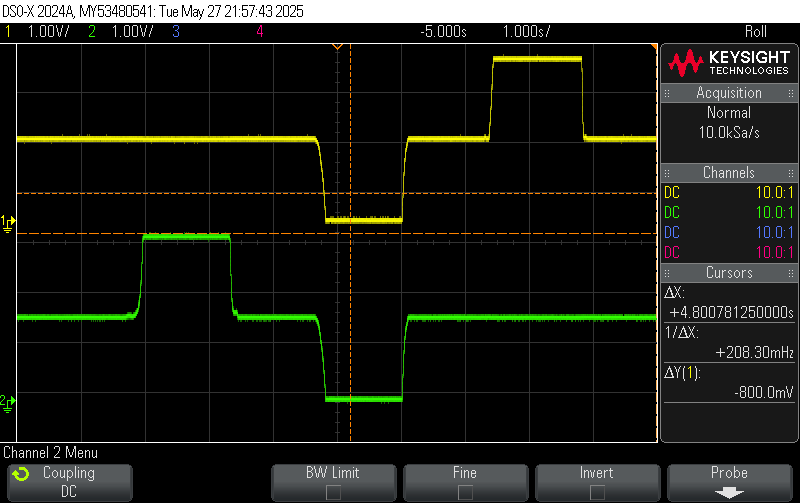 DSO-X 2024A, MY53480541: Tue May 27 21:57:43 2025
1 1.00V/ 2 1.00V/ 3 4 -5.000s 1.000s/ Roll
KEYSIGHT
TECHNOLOGIES
Acquisition
Normal
10.0kSa/s
Channels
DC 10.0:1
DC 10.0:1
DC 10.0:1
DC 10.0:1
Cursors
ΔX:
+4.800781250000s
1/ΔX:
+208.30mHz
ΔY(1):
-800.0mV
1
2
Channel 2 Menu
Coupling
DC
BW Limit
Fine
Invert
Probe